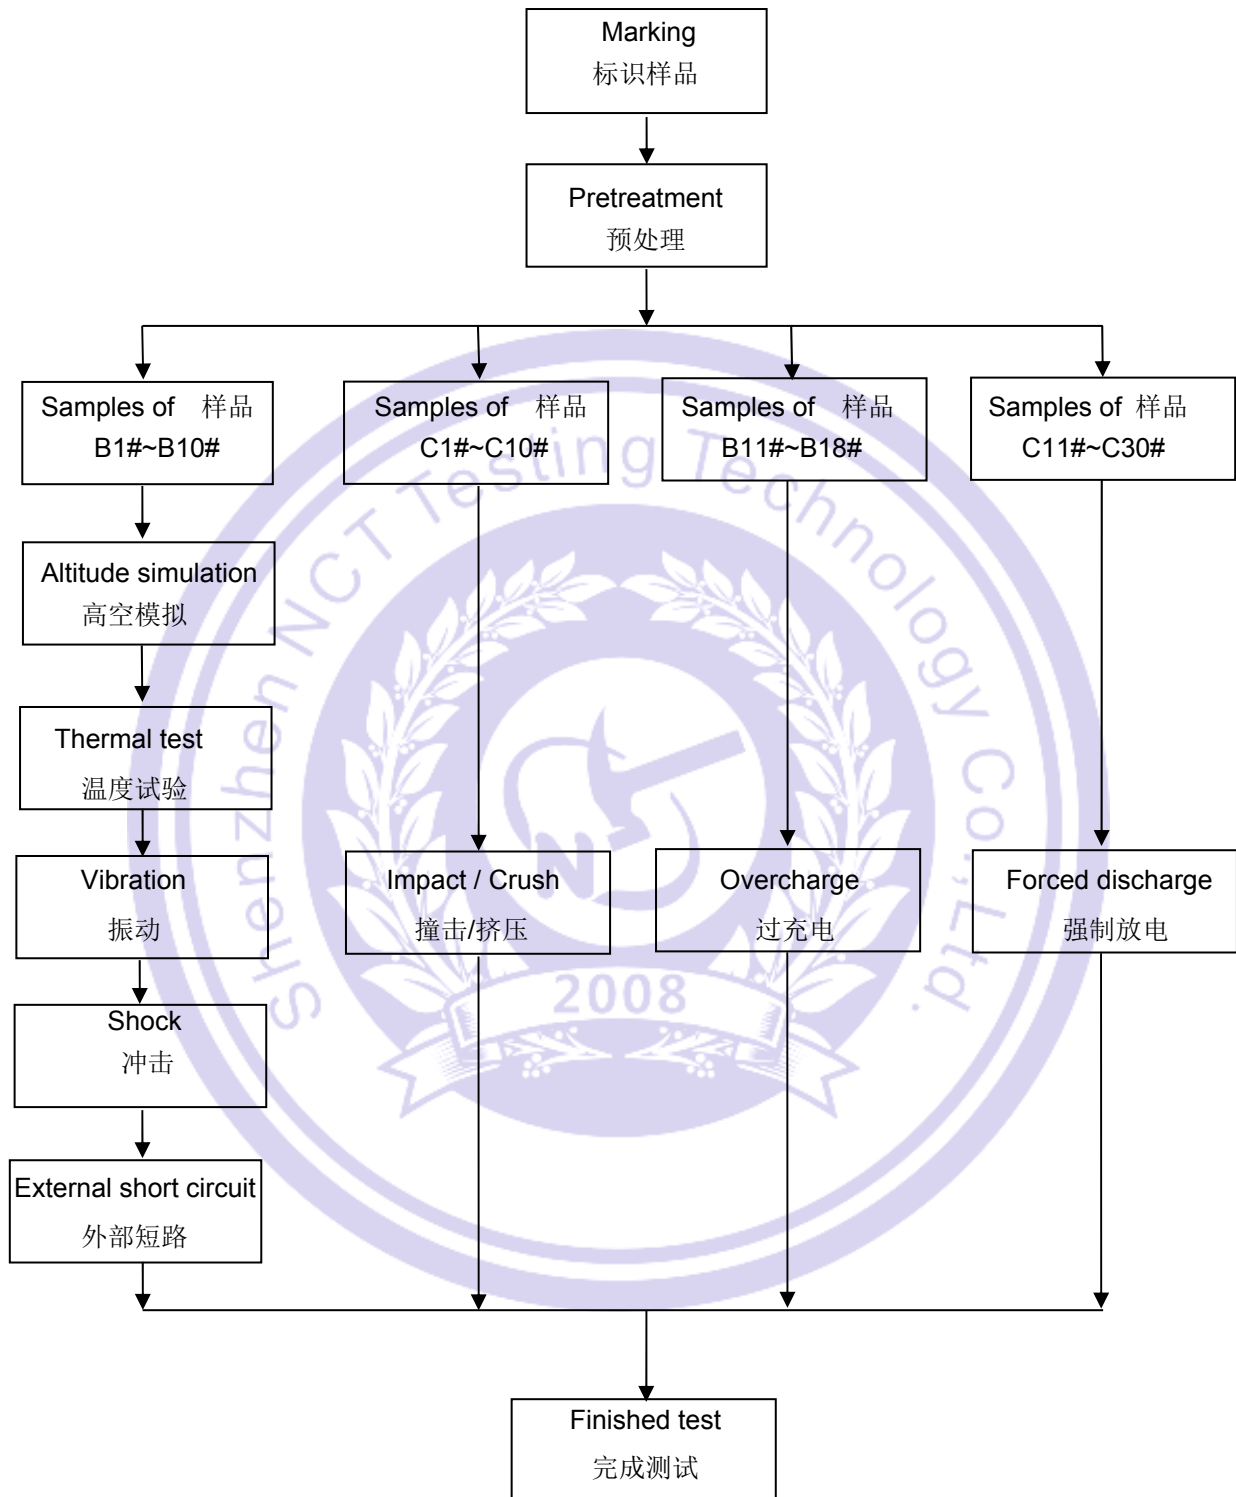 Marking
标识样品
Pretreatment
预处理
Samples of 样品
B1#~B10#
Samples of 样品
C1#~C10#
Samples of 样品
B11#~B18#
Samples of 样品
C11#~C30#
Altitude simulation
高空模拟
Thermal test
温度试验
Vibration
振动
Shock
冲击
External short circuit
外部短路
Impact / Crush
撞击/挤压
Overcharge
过充电
Forced discharge
强制放电
Finished test
完成测试
Shenzhen NCT Testing Technology Co.,Ltd.
N
2008